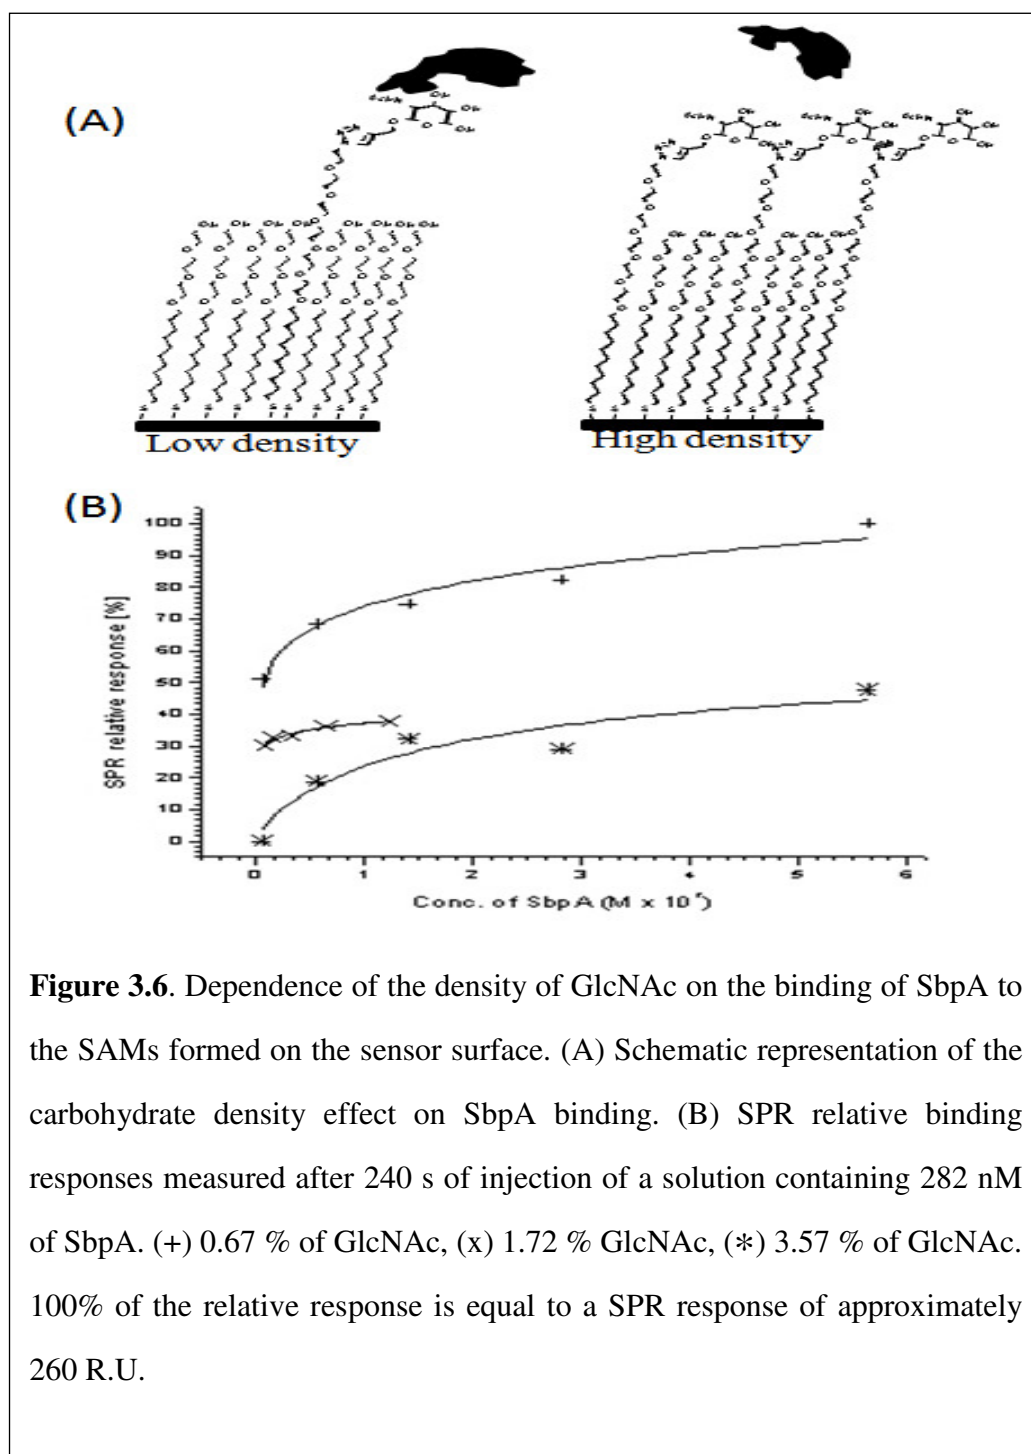 (A)
Low density
High density
(B)
SPR relative response [%]
100
90
80
70
60
50
40
30
20
10
0
0 1 2 3 4 5 6
Conc. of SbpA (M x 10
Figure 3.6. Dependence of the density of GlcNAc on the binding of SbpA to
the SAMs formed on the sensor surface. (A) Schematic representation of the
carbohydrate density effect on SbpA binding. (B) SPR relative binding
responses measured after 240 s of injection of a solution containing 282 nM
of SbpA. (+) 0.67 % of GlcNAc, (x) 1.72 % GlcNAc, (*) 3.57 % of GlcNAc.
100% of the relative response is equal to a SPR response of approximately
260 R.U.